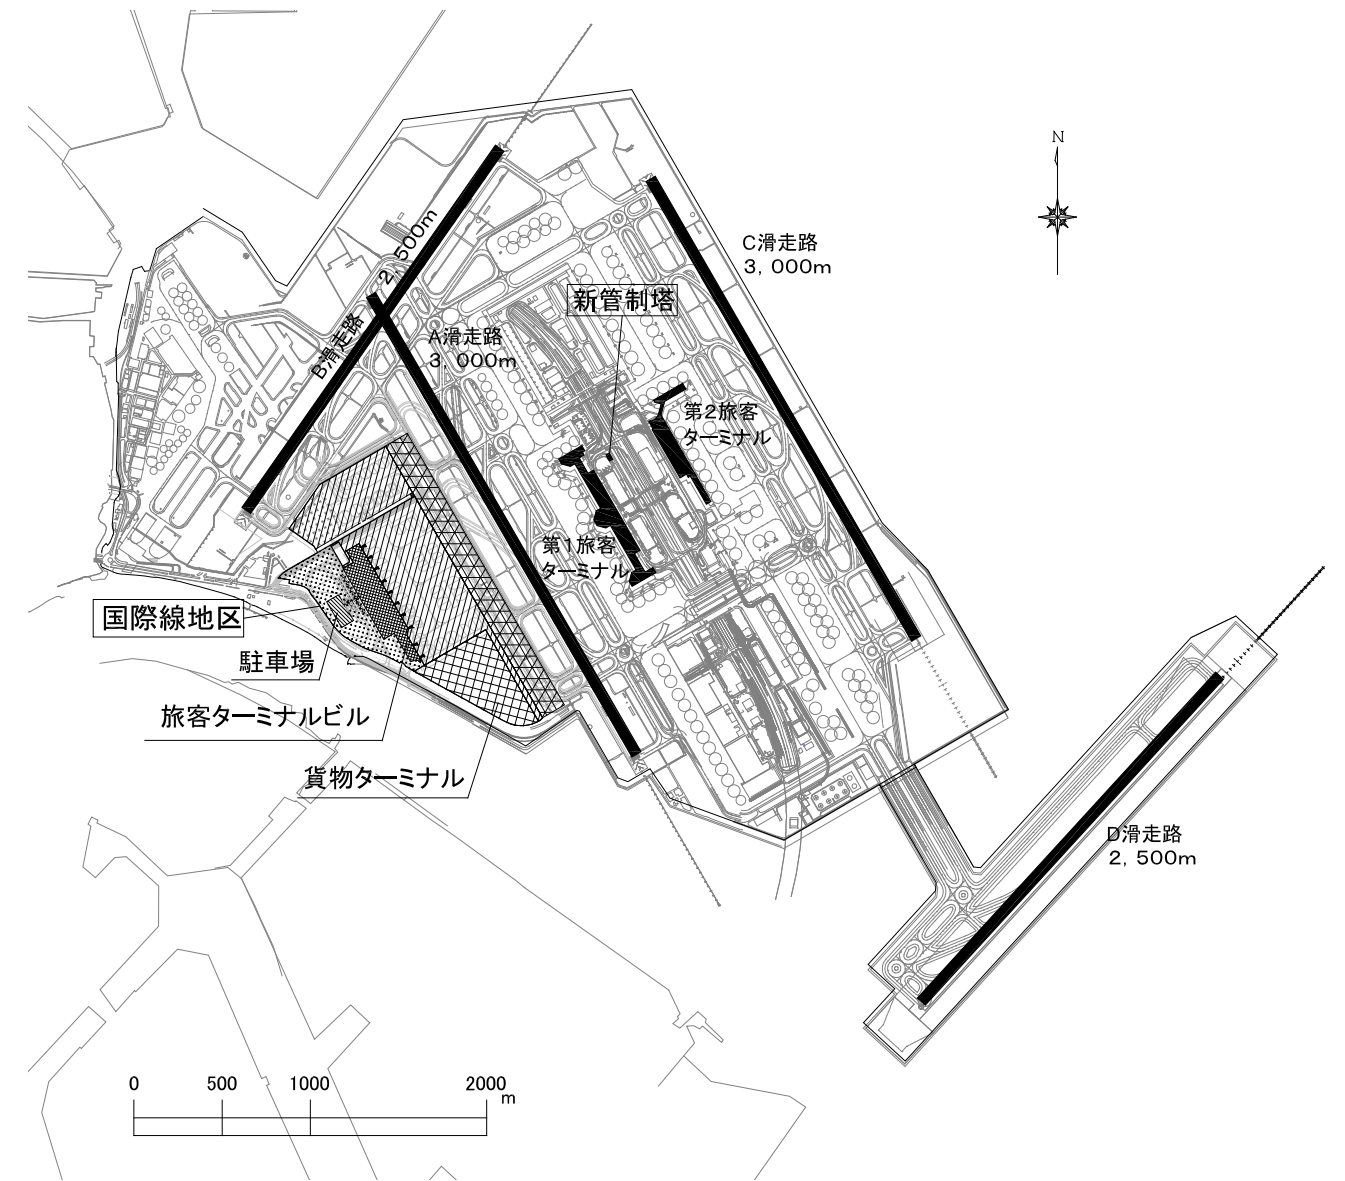 N
C滑走路
3，000m
新管制塔
B滑走路 2，500m
A滑走路
3，000m
第2旅客
ターミナル
第1旅客
ターミナル
国際線地区
駐車場
旅客ターミナルビル
貨物ターミナル
D滑走路
2，500m
0 500 1000 2000
m